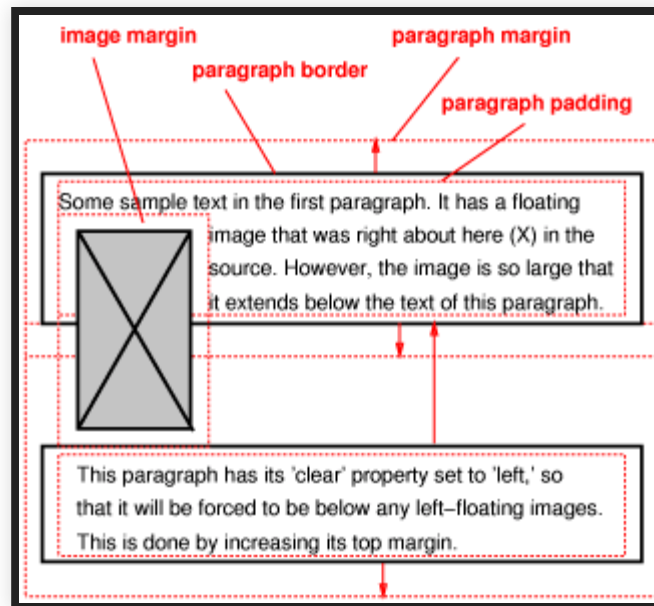 image margin
paragraph margin
paragraph border
paragraph padding
Some sample text in the first paragraph. It has a floating
image that was right about here (X) in the
source. However, the image is so large that
it extends below the text of this paragraph.
This paragraph has its 'clear' property set to 'left,' so
that it will be forced to be below any left-floating images.
This is done by increasing its top margin.